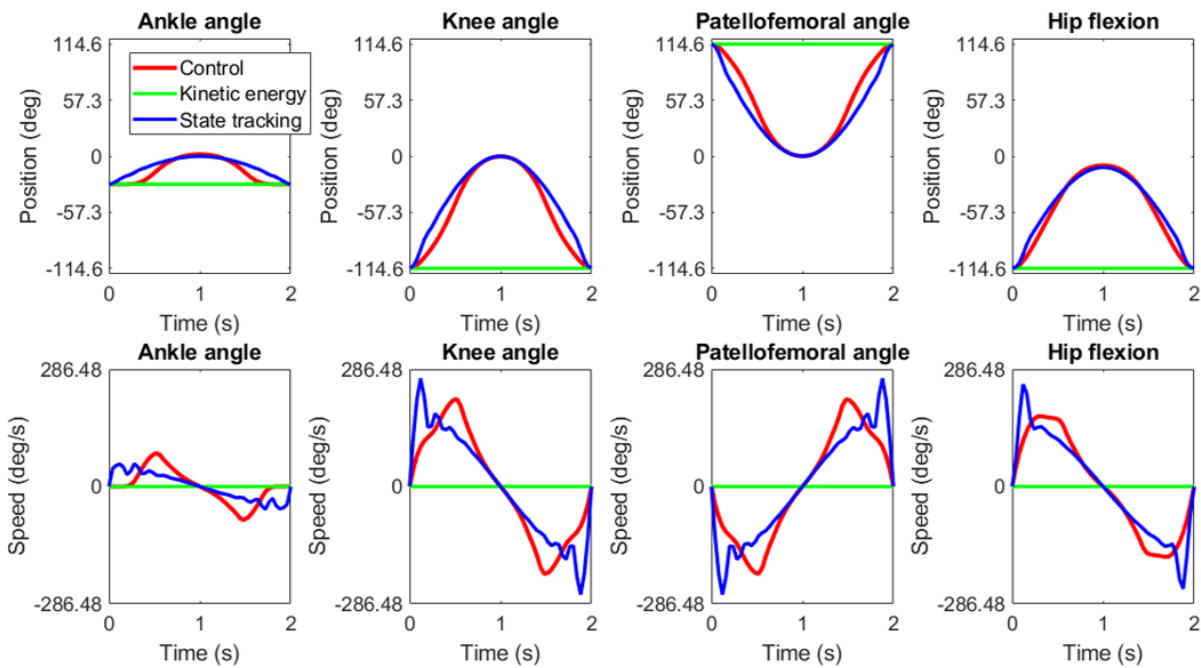 Ankle angle
Knee angle
Patellofemoral angle
Hip flexion
Position (deg)
114.6
57.3
0
-57.3
-114.6
Control
Kinetic energy
State tracking
0 1 2
Time (s)
Position (deg)
114.6
57.3
0
-57.3
-114.6
0 1 2
Time (s)
Position (deg)
114.6
57.3
0
-57.3
-114.6
0 1 2
Time (s)
Position (deg)
114.6
57.3
0
-57.3
-114.6
0 1 2
Time (s)
Ankle angle
Knee angle
Patellofemoral angle
Hip flexion
Speed (deg/s)
286.48
0
-286.48
0 1 2
Time (s)
Speed (deg/s)
286.48
0
-286.48
0 1 2
Time (s)
Speed (deg/s)
286.48
0
-286.48
0 1 2
Time (s)
Speed (deg/s)
286.48
0
-286.48
0 1 2
Time (s)